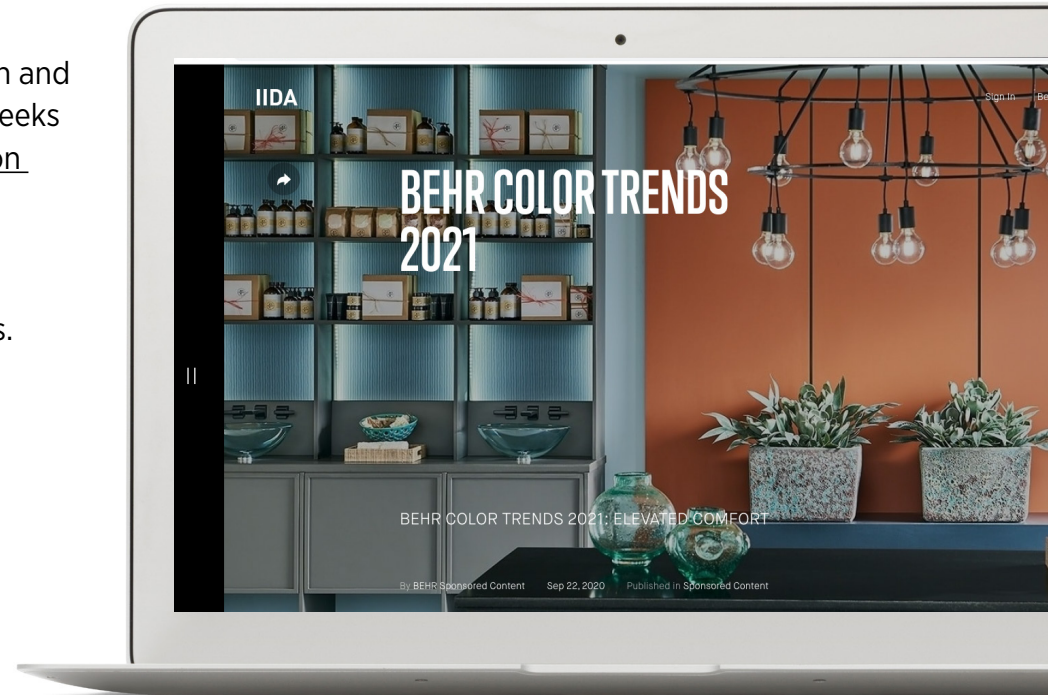 and
on
s.
IIDA
Sign In
BEHR COLOR TRENDS
2021
BEHR COLOR TRENDS 2021: ELEVATED COMFORT
By BEHR Sponsored Content Sep 22, 2020 Published in Sponsored Content